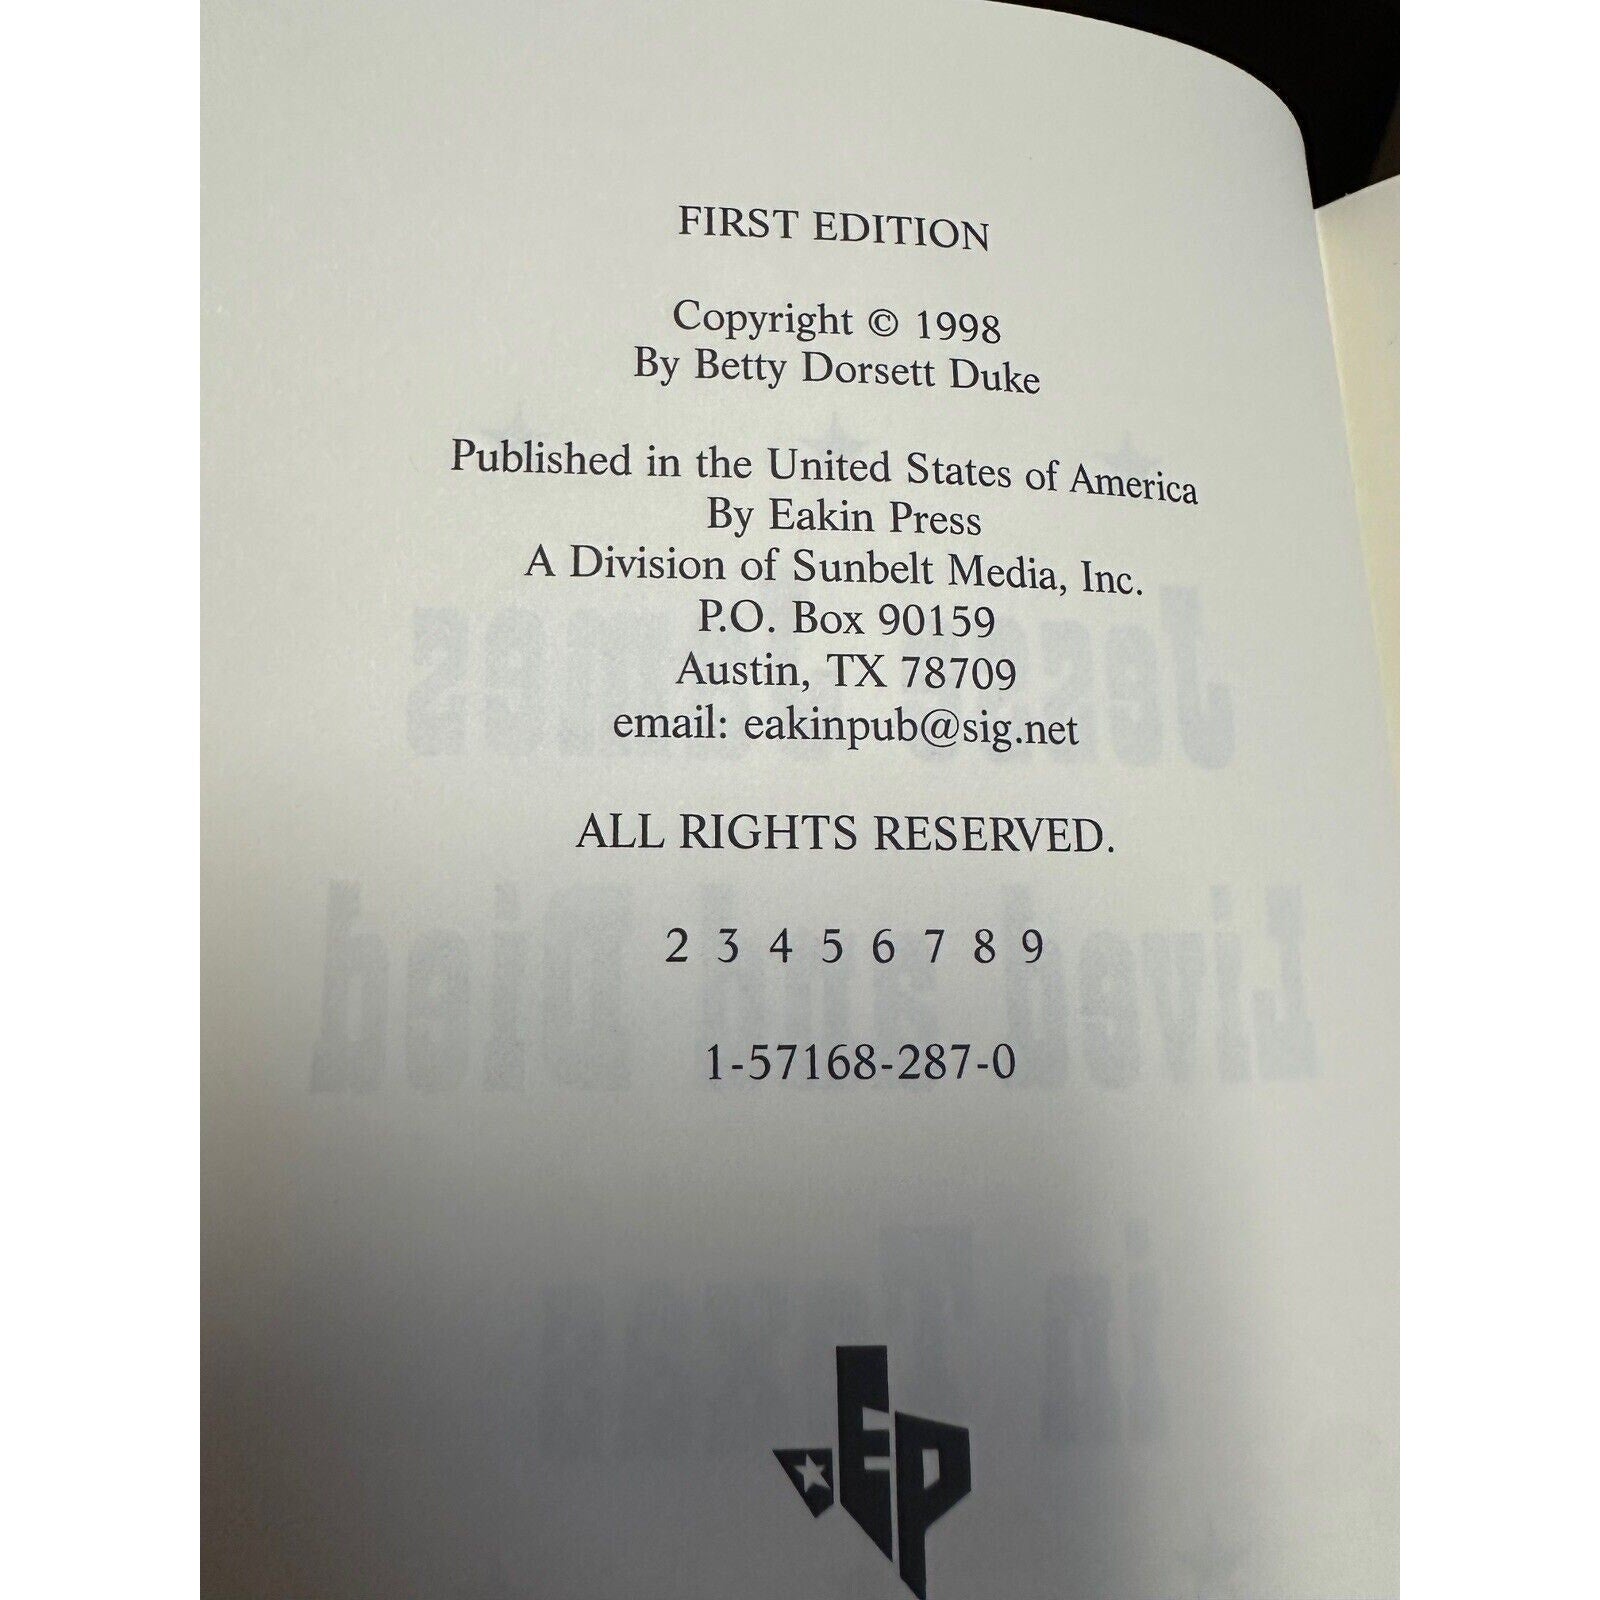 FIRST EDITION
Copyright © 1998
By Betty Dorsett Duke
Published in the United States of America
By Eakin Press
A Division of Sunbelt Media, Inc.
P.O. Box 90159
Austin, TX 78709
email: eakinpub@sig.net
ALL RIGHTS RESERVED.
2 3 4 5 6 7 8 9
1-57168-287-0
EP